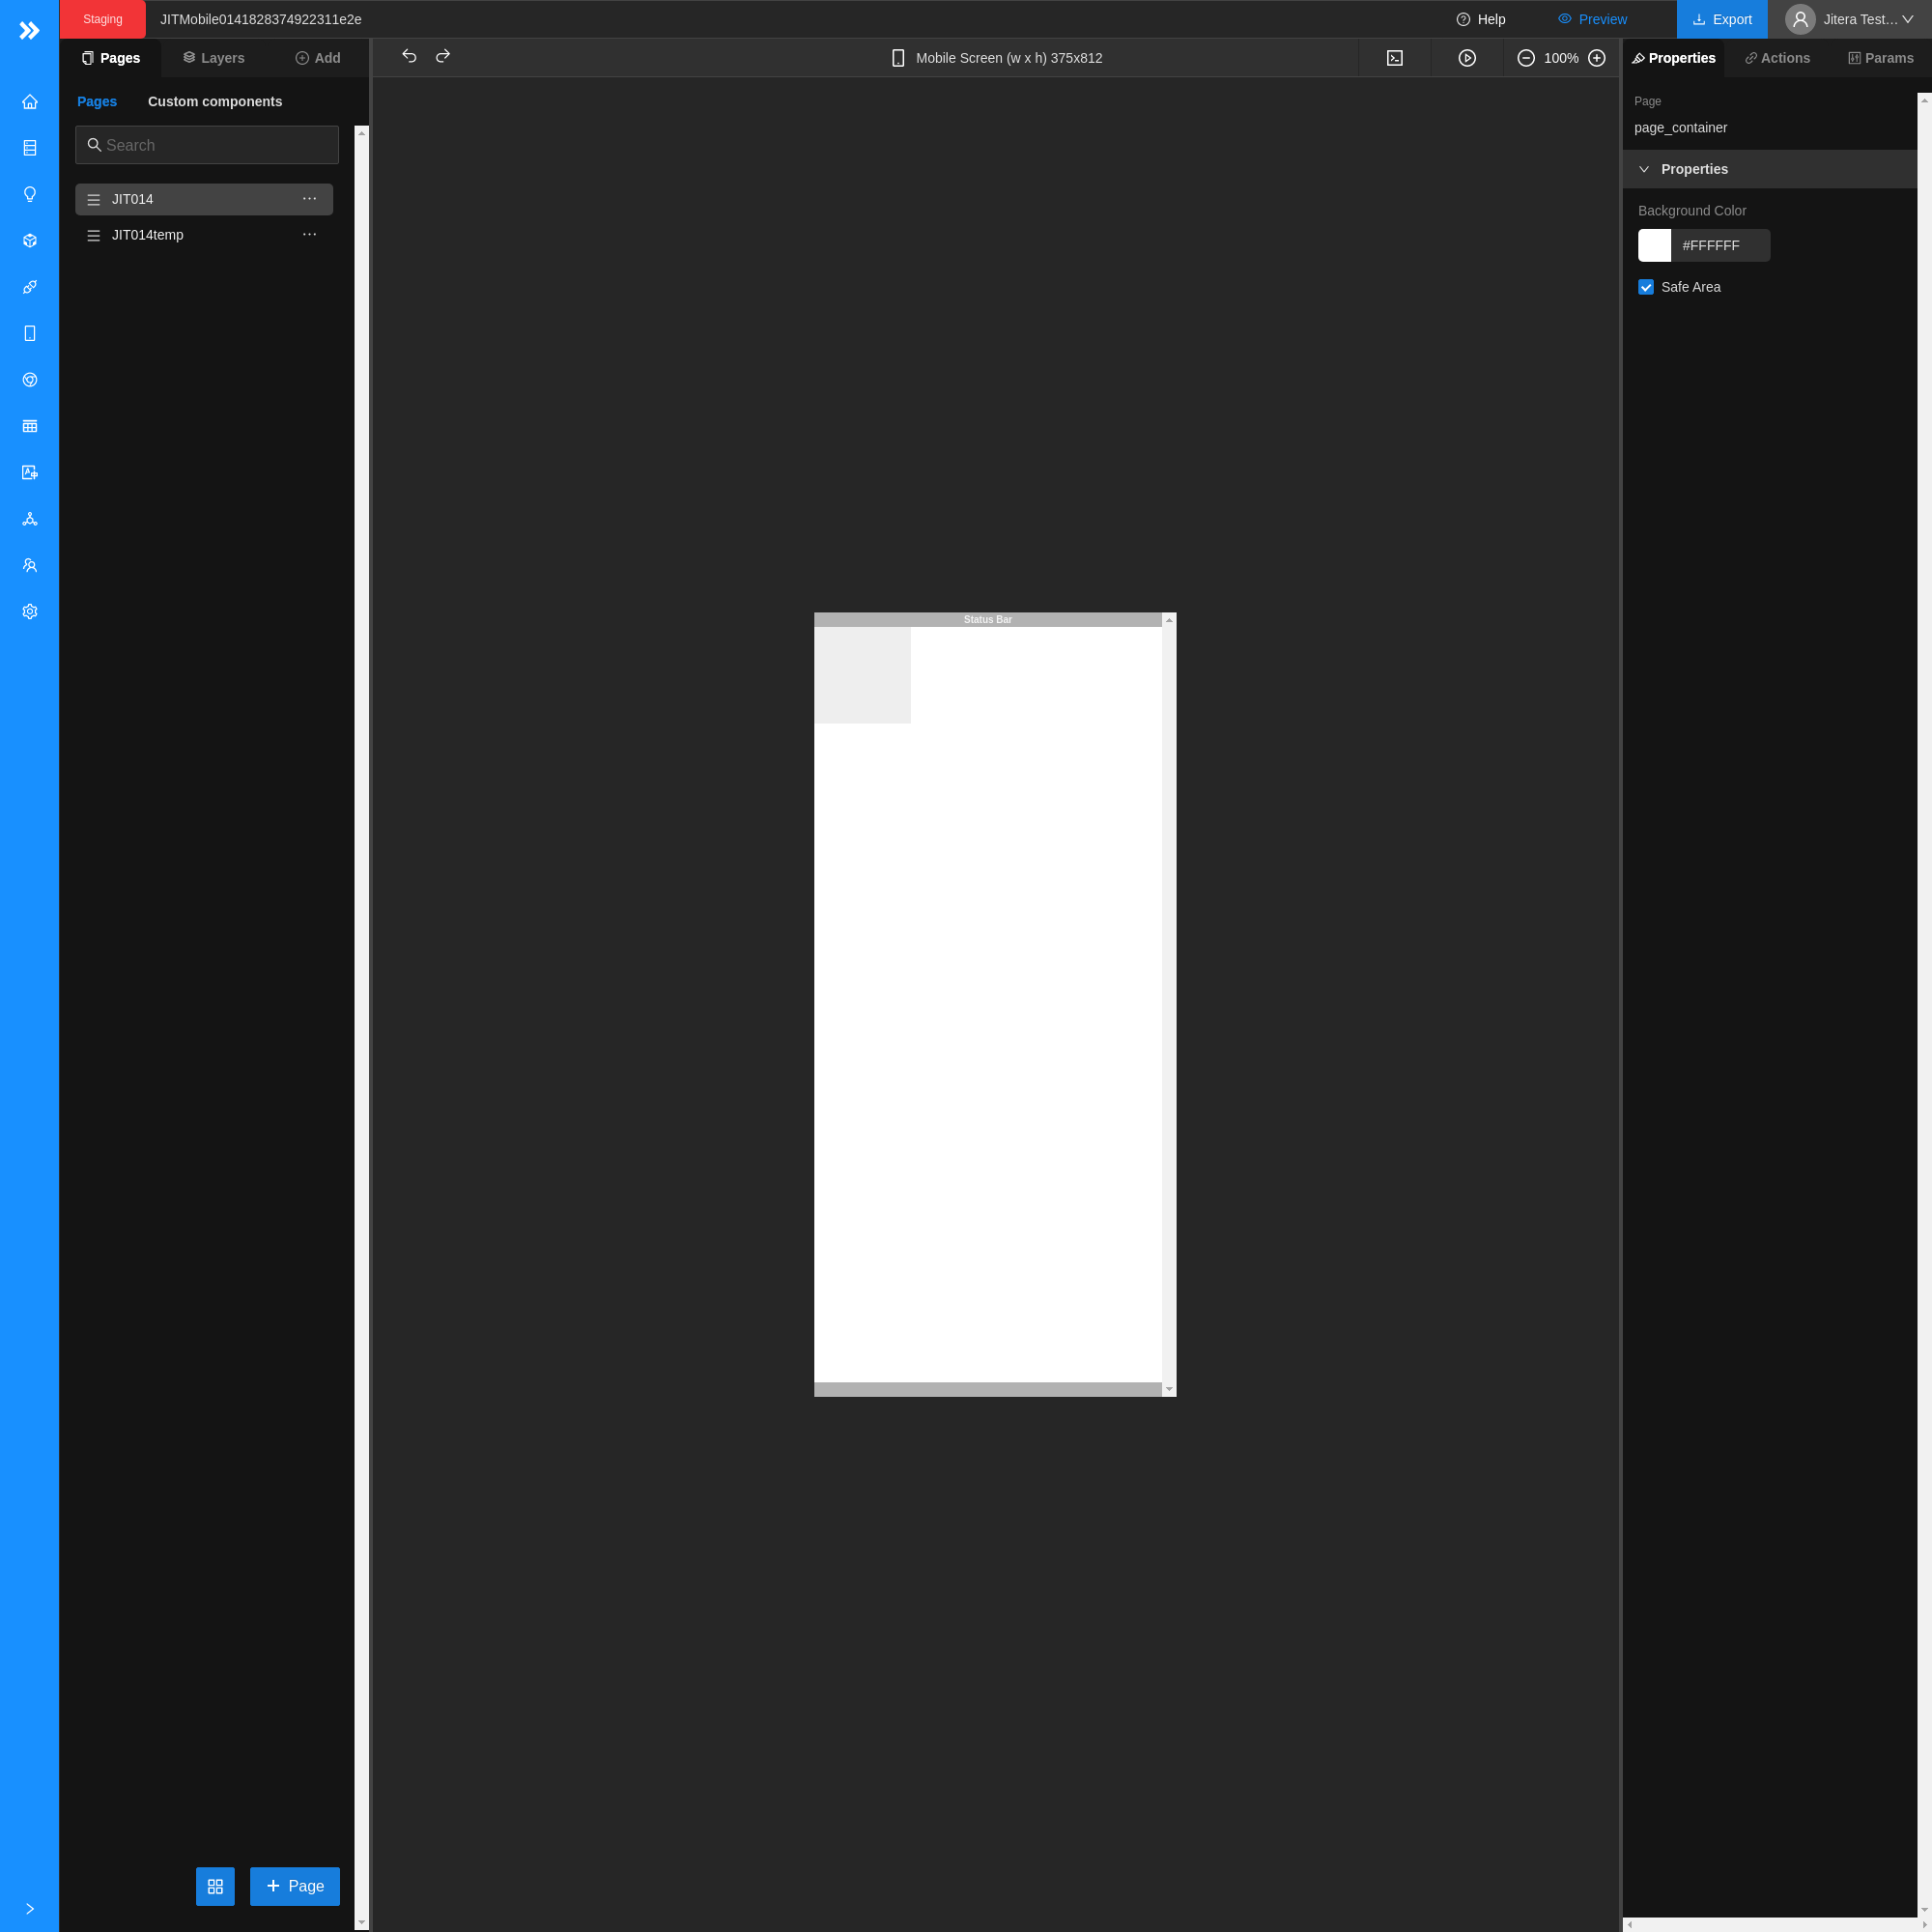 Staging
JITMobile0141828374922311e2e
Help
Preview
Export
Jitera Test...
Pages
Layers
Add
Mobile Screen (w x h) 375x812
100%
Properties
Actions
Params
Pages
Custom components
Search
JIT014
JIT014temp
Page
page_container
Properties
Background Color
#FFFFFF
Safe Area
Status Bar
Page